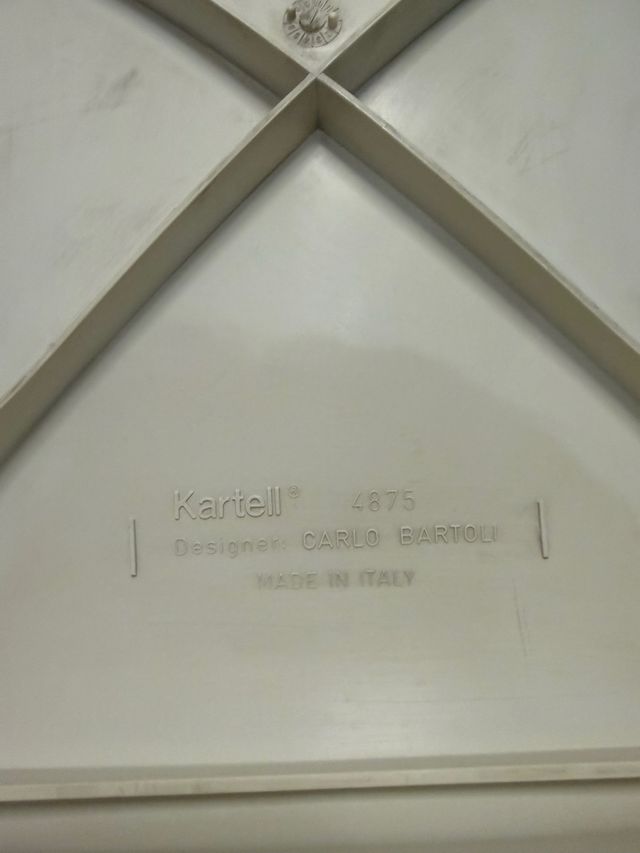 Kartell® 4875
Designer: CARLO BARTOLI
MADE IN ITALY